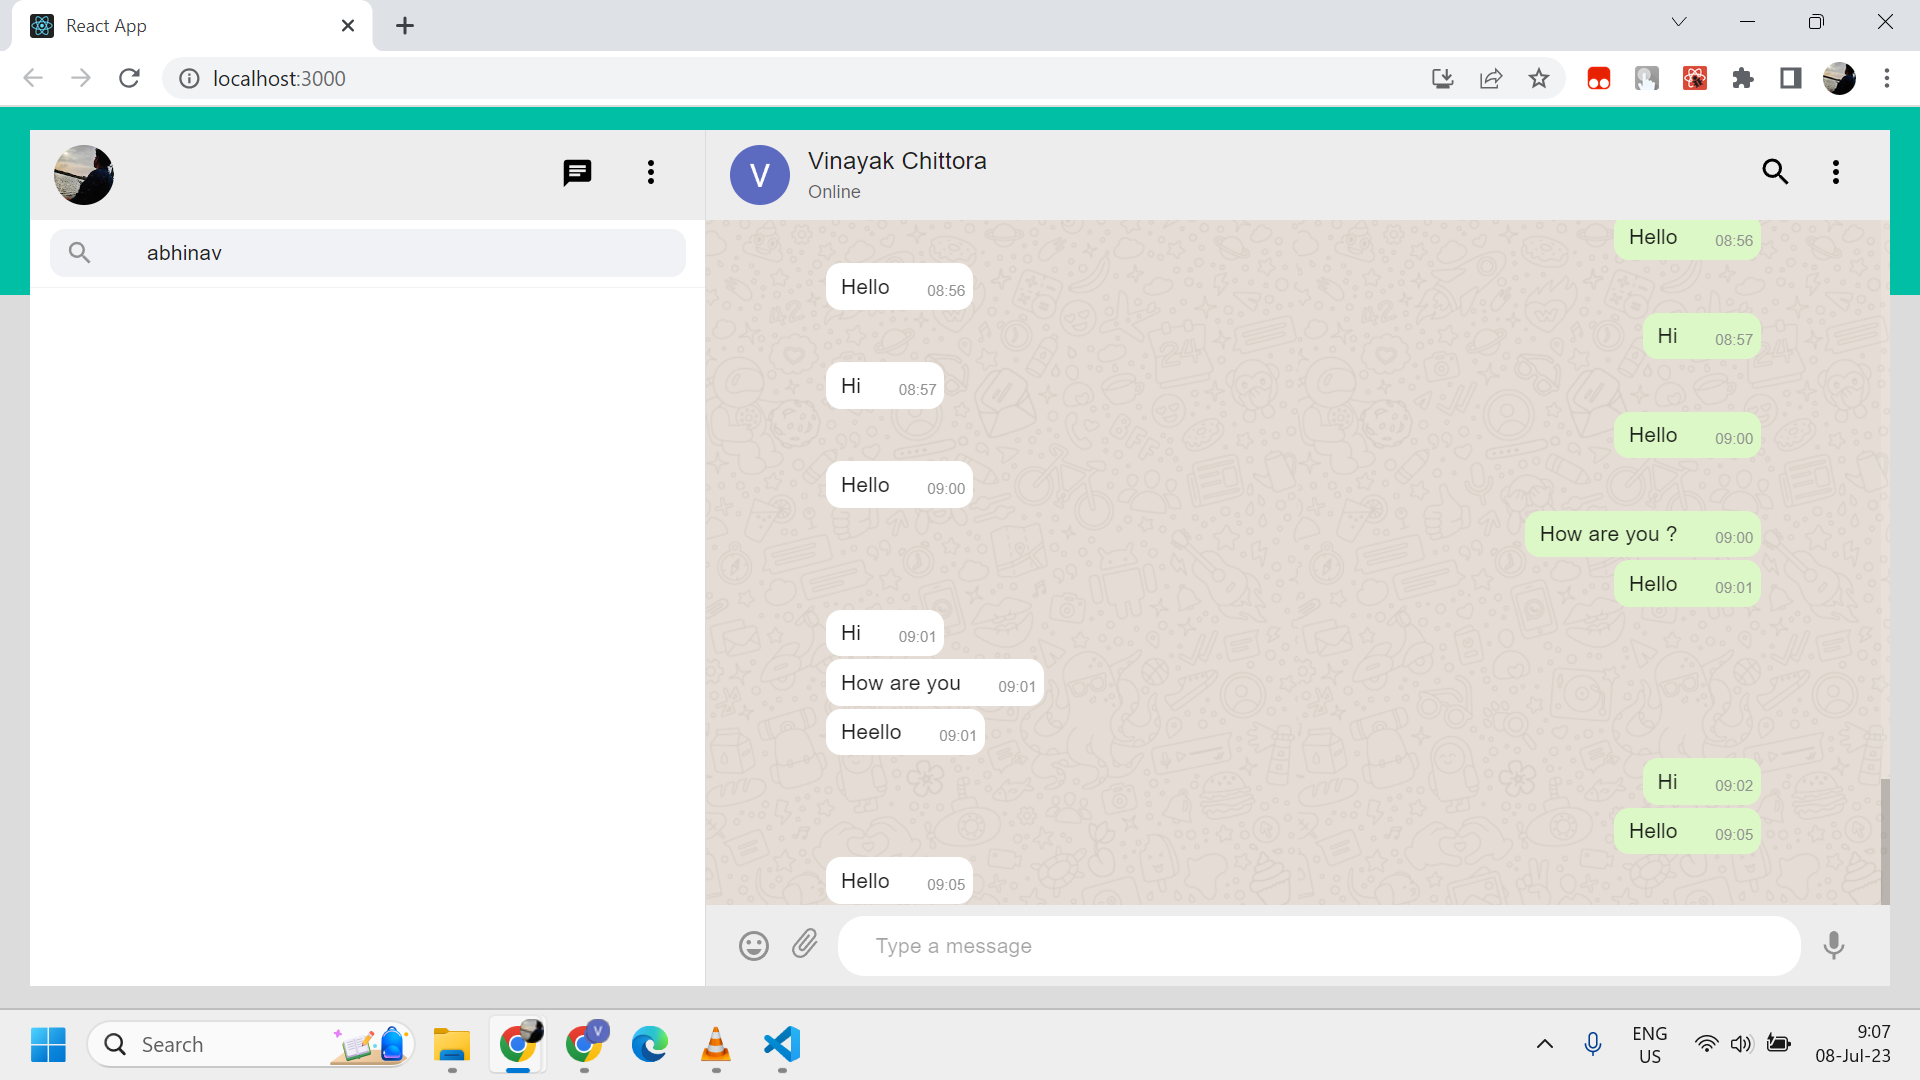 React App
localhost:3000
Vinayak Chittora
Online
abhinav
Hello 08:56
Hello 08:56
Hi 08:57
Hi 08:57
Hello 09:00
Hello 09:00
How are you ? 09:00
Hello 09:01
Hi 09:01
How are you 09:01
Heello 09:01
Hi 09:02
Hello 09:05
Hello 09:05
Type a message
Search
V
V
ENG
US
9:07
08-Jul-23